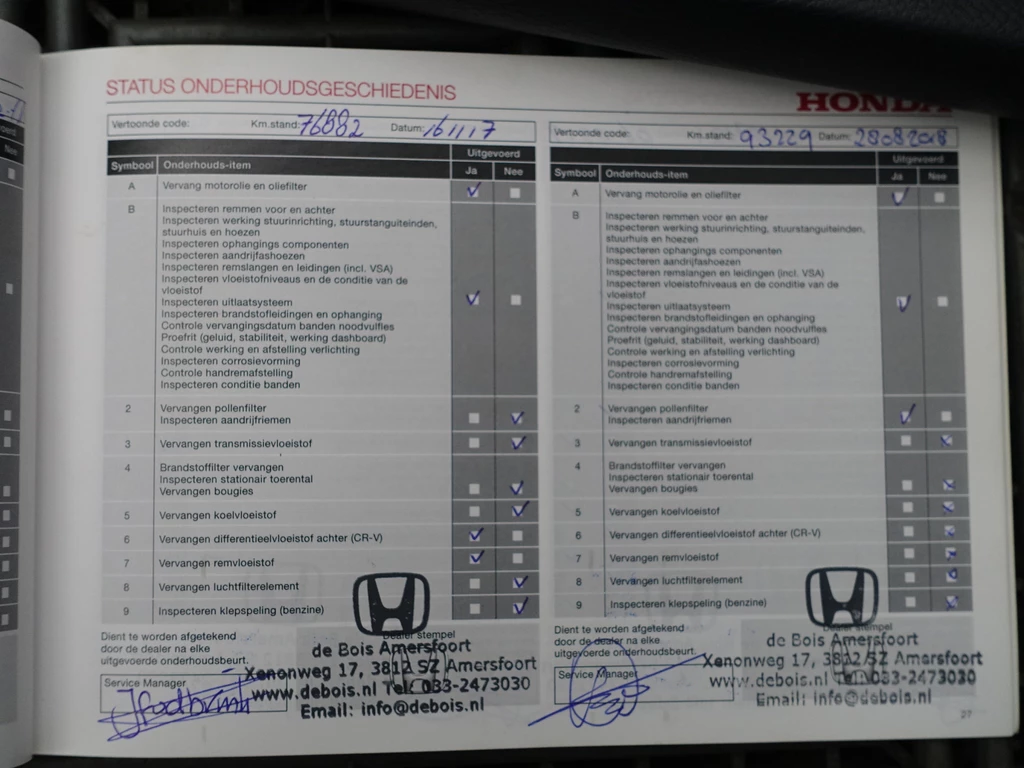 STATUS ONDERHOUDSGESCHIEDENIS
HONDA
Vertoonde code: Km.stand: 76882 Datum: 161117
Uitgevoerd
Symbool Onderhouds-item Ja Nee
A Vervang motorolie en oliefilter
B Inspecteren remmen voor en achter
Inspecteren werking stuurinrichting, stuurstanguiteinden,
stuurhuis en hoezen
Inspecteren ophangings componenten
Inspecteren aandrijfashoezen
Inspecteren remslangen en leidingen (incl. VSA)
Inspecteren vloeistofniveaus en de conditie van de
vloeistof
Inspecteren uitlaatsysteem
Inspecteren brandstofleidingen en ophanging
Controle vervangingsdatum banden noodvulfles
Proefrit (geluid, stabiliteit, werking dashboard)
Controle werking en afstelling verlichting
Inspecteren corrosievorming
Controle handremafstelling
Inspecteren conditie banden
2 Vervangen pollenfilter
Inspecteren aandrijfriemen
3 Vervangen transmissievloeistof
4 Brandstoffilter vervangen
Inspecteren stationair toerental
Vervangen bougies
5 Vervangen koelvloeistof
6 Vervangen differentieelvloeistof achter (CR-V)
7 Vervangen remvloeistof
8 Vervangen luchtfilterelement
9 Inspecteren klepspeling (benzine)
Dient te worden afgetekend
door de dealer na elke
uitgevoerde onderhoudsbeurt.
Service Manager
Dealer stempel
de Bois Amersfoort
Xenonweg 17, 3812 SZ Amersfoort
www.debois.nl Tel: 033-2473030
Email: info@debois.nl
Vertoonde code: Km.stand: 93229 Datum: 28082018
Uitgevoerd
Symbool Onderhouds-item Ja Nee
A Vervang motorolie en oliefilter
B Inspecteren remmen voor en achter
Inspecteren werking stuurinrichting, stuurstanguiteinden,
stuurhuis en hoezen
Inspecteren ophangings componenten
Inspecteren aandrijfashoezen
Inspecteren remslangen en leidingen (incl. VSA)
Inspecteren vloeistofniveaus en de conditie van de
vloeistof
Inspecteren uitlaatsysteem
Inspecteren brandstofleidingen en ophanging
Controle vervangingsdatum banden noodvulfles
Proefrit (geluid, stabiliteit, werking dashboard)
Controle werking en afstelling verlichting
Inspecteren corrosievorming
Controle handremafstelling
Inspecteren conditie banden
2 Vervangen pollenfilter
Inspecteren aandrijfriemen
3 Vervangen transmissievloeistof
4 Brandstoffilter vervangen
Inspecteren stationair toerental
Vervangen bougies
5 Vervangen koelvloeistof
6 Vervangen differentieelvloeistof achter (CR-V)
7 Vervangen remvloeistof
8 Vervangen luchtfilterelement
9 Inspecteren klepspeling (benzine)
Dient te worden afgetekend
door de dealer na elke
uitgevoerde onderhoudsbeurt.
Service Manager
Dealer stempel
de Bois Amersfoort
Xenonweg 17, 3812 SZ Amersfoort
www.debois.nl Tel: 033-2473030
Email: info@debois.nl
27